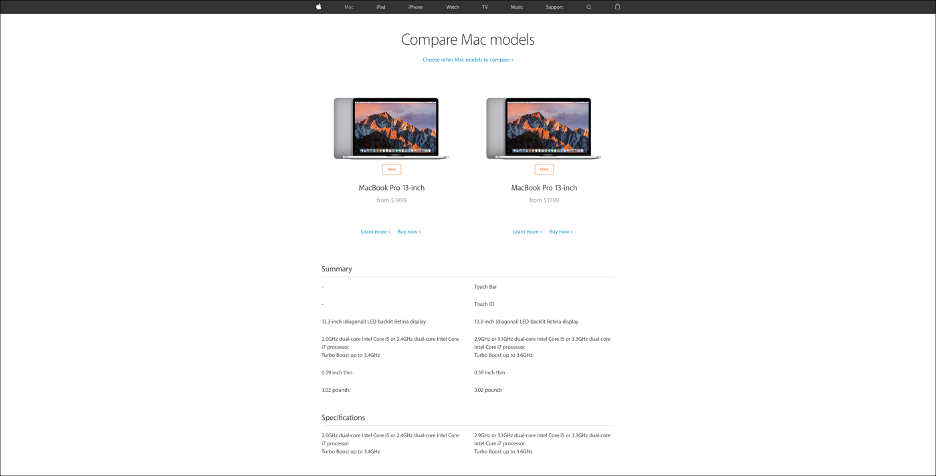 Mac iPad iPhone Watch TV Music Support
Compare Mac models
Choose other Mac models to compare ›
New
MacBook Pro 13-inch
from $1499
Learn more › Buy now ›
New
MacBook Pro 13-inch
from $1799
Learn more › Buy now ›
Summary
- Touch Bar
- Touch ID
13.3-inch (diagonal) LED-backlit Retina display
13.3-inch (diagonal) LED-backlit Retina display
2.0GHz dual-core Intel Core i5 or 2.4GHz dual-core Intel Core
i7 processor
Turbo Boost up to 3.4GHz
2.9GHz or 3.1GHz dual-core Intel Core i5 or 3.3GHz dual-core
Intel Core i7 processor
Turbo Boost up to 3.6GHz
0.59 inch thin
0.59 inch thin
3.02 pounds¹
3.02 pounds¹
Specifications
2.0GHz dual-core Intel Core i5 or 2.4GHz dual-core Intel Core
i7 processor
Turbo Boost up to 3.4GHz
2.9GHz or 3.1GHz dual-core Intel Core i5 or 3.3GHz dual-core
Intel Core i7 processor
Turbo Boost up to 3.6GHz